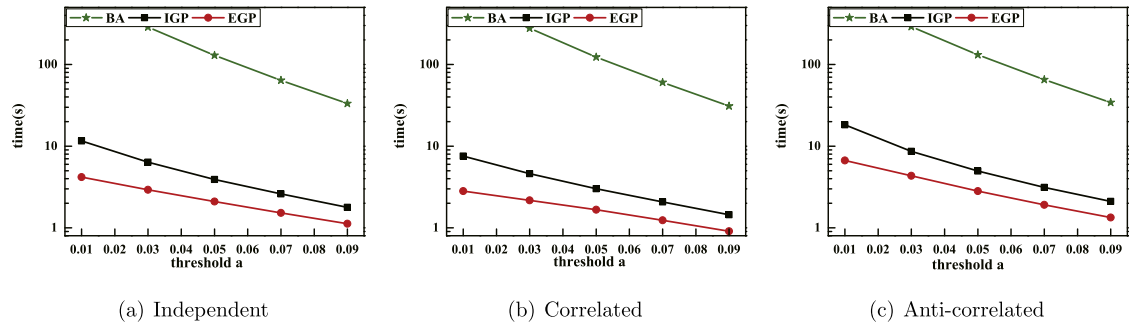 BA IGP EGP
100
10
1
time(s)
0.01 0.02 0.03 0.04 0.05 0.06 0.07 0.08 0.09
threshold a
(a) Independent
BA IGP EGP
100
10
1
time(s)
0.01 0.02 0.03 0.04 0.05 0.06 0.07 0.08 0.09
threshold a
(b) Correlated
BA IGP EGP
100
10
1
time(s)
0.01 0.02 0.03 0.04 0.05 0.06 0.07 0.08 0.09
threshold a
(c) Anti-correlated